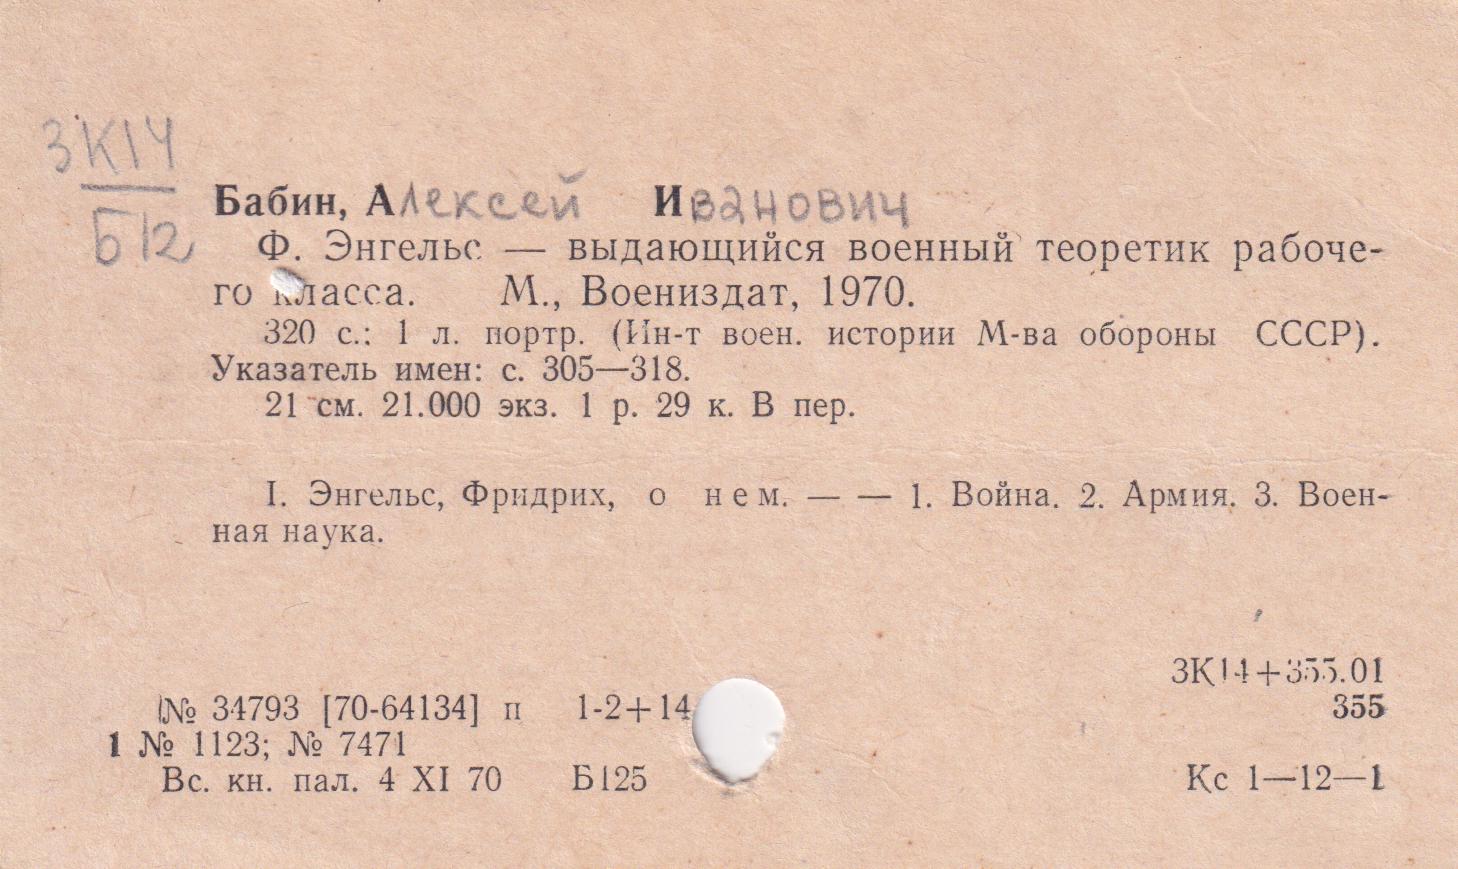 3К14
Б12
Бабин, Алексей Иванович
Ф. Энгельс — выдающийся военный теоретик рабоче-
го класса. М., Воениздат, 1970.
320 с.; 1 л. портр. (Ин-т воен. истории М-ва обороны СССР).
Указатель имен: с. 305—318.
21 см. 21.000 экз. 1 р. 29 к. В пер.
I. Энгельс, Фридрих, о нем. — — 1. Война. 2. Армия. 3. Воен-
ная наука.
3К14+355.01
№ 34793 [70-64134] п 1-2+14 355
1 № 1123; № 7471
Вс. кн. пал. 4 XI 70 Б125 Кс 1—12—1